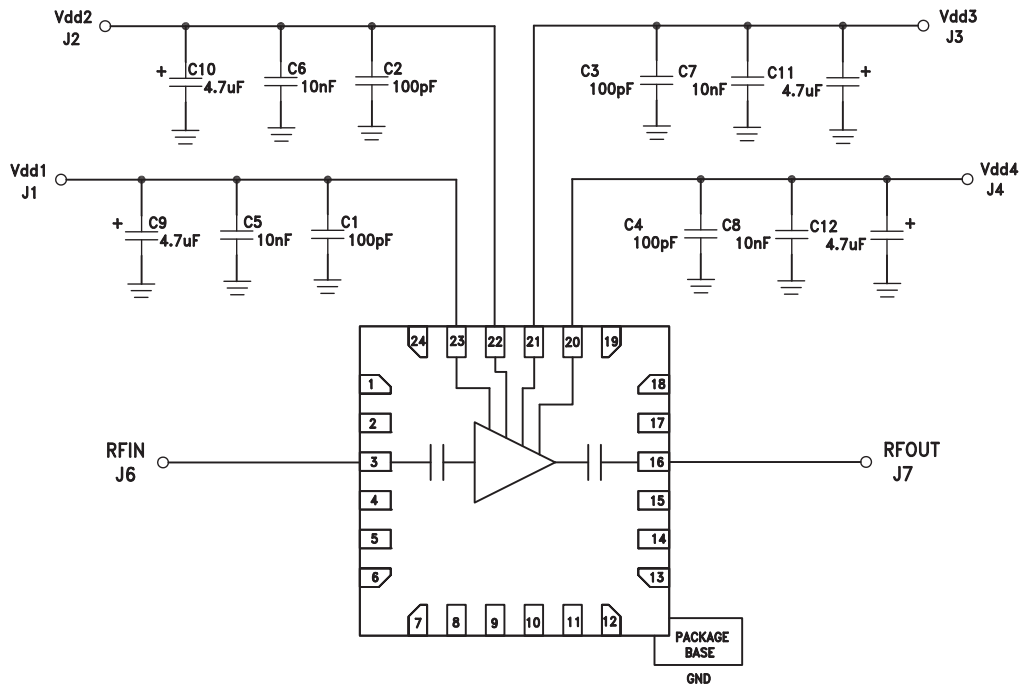 Vdd2
J2
+
C10
4.7uF
C6
10nF
C2
100pF
Vdd3
J3
C3
100pF
C7
10nF
C11
4.7uF
+
Vdd1
J1
+
C9
4.7uF
C5
10nF
C1
100pF
Vdd4
J4
C4
100pF
C8
10nF
C12
4.7uF
+
24
23
22
21
20
19
1
2
3
4
5
6
18
17
16
15
14
13
RFIN
J6
RFOUT
J7
7
8
9
10
11
12
PACKAGE
BASE
GND